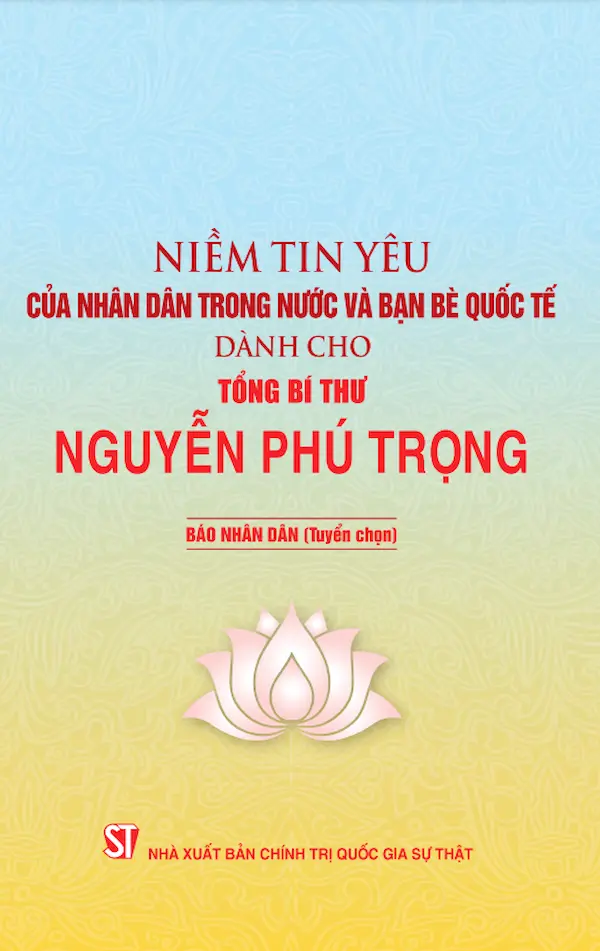 NIỀM TIN YÊU
CỦA NHÂN DÂN TRONG NƯỚC VÀ BẠN BÈ QUỐC TẾ
DÀNH CHO
TỔNG BÍ THƯ
NGUYỄN PHÚ TRỌNG
BÁO NHÂN DÂN (Tuyển chọn)
ST NHÀ XUẤT BẢN CHÍNH TRỊ QUỐC GIA SỰ THẬT